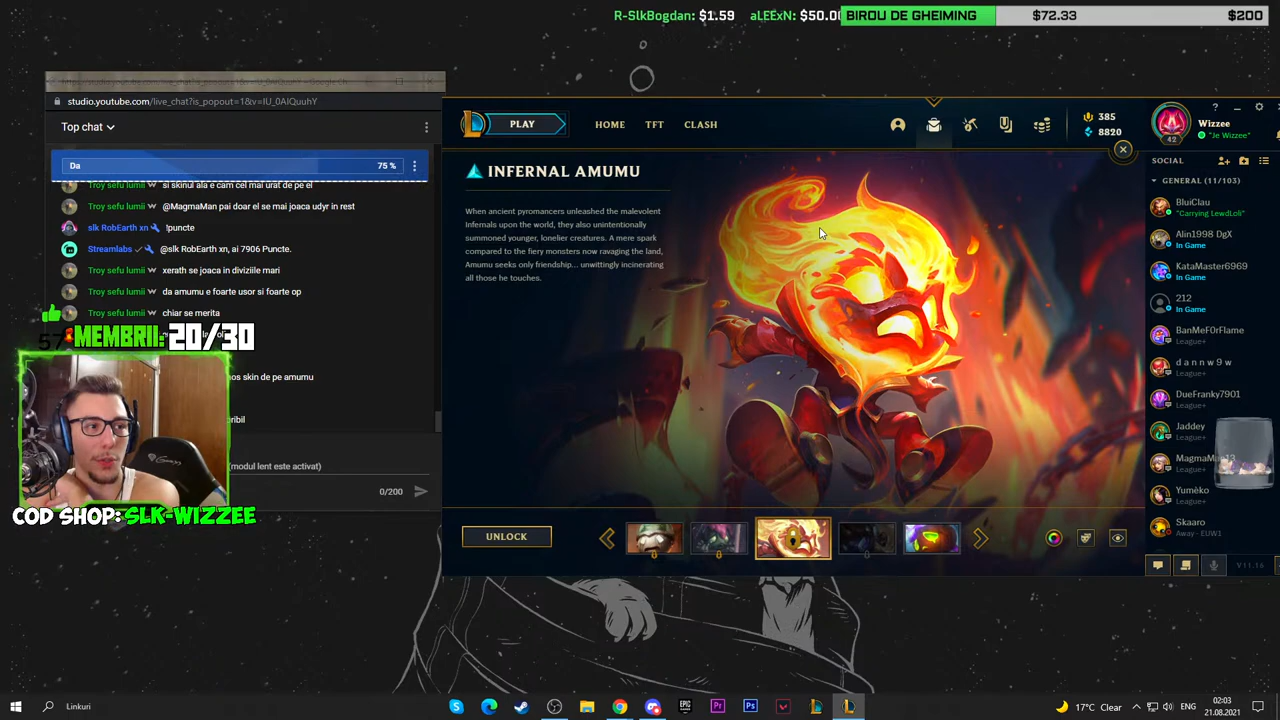 R-SlkBogdan: $1.59 aLEExN: $50.0
BIROU DE GHEIMING $72.33 $200
studio.youtube.com/live_chat?is_popout=1&v=IU_0AIQuuhY
Top chat
Da 75 %
Troy sefu lumii si skinul ala e cam cel mai urat de pe el
Troy sefu lumii @MagmaMan pai doar el se mai joaca udyr in rest
slk RobEarth xn !puncte
Streamlabs @slk RobEarth xn, ai 7906 Puncte.
Troy sefu lumii xerath se joaca in diviziile mari
Troy sefu lumii da amumu e foarte usor si foarte op
Troy sefu lumii chiar se merita
MEMBRII: 20/30
skin de pe amumu
(modul lent este activat)
0/200
COD SHOP: SLK-WIZZEE
PLAY
HOME
TFT
CLASH
385
8820
42
Wizzee
"Je Wizzee"
INFERNAL AMUMU
When ancient pyromancers unleashed the malevolent
Infernals upon the world, they also unintentionally
summoned younger, lonelier creatures. A mere spark
compared to the fiery monsters now ravaging the land,
Amumu seeks only friendship... unwittingly incinerating
all those he touches.
UNLOCK
SOCIAL
GENERAL (11/103)
BluiClau
"Carrying LewdLoli"
Alin1998 DgX
In Game
KataMaster6969
In Game
212
In Game
BanMeF0rFlame
League+
d a n n w 9 w
League+
DueFranky7901
League+
Jaddey
League+
League+
Yumèko
League+
Skaaro
Away - EUW1
V11.16
Linkuri
EPIC
Pr
Ps
17°C Clear
ENG
02:03
21.08.2021